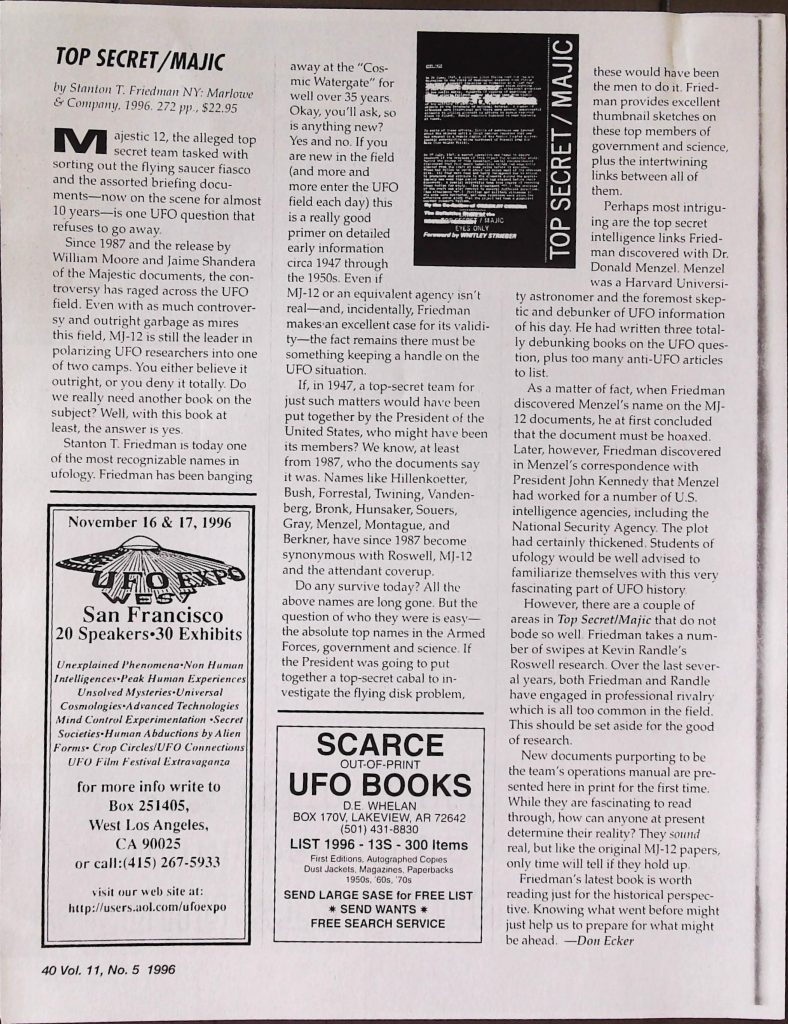 TOP SECRET/MAJIC
by Stanton T. Friedman NY: Marlowe
& Company, 1996. 272 pp., $22.95
Majestic 12, the alleged top
secret team tasked with
sorting out the flying saucer fiasco
and the assorted briefing docu-
ments—now on the scene for almost
10 years—is one UFO question that
refuses to go away.
Since 1987 and the release by
William Moore and Jaime Shandera
of the Majestic documents, the con-
troversy has raged across the UFO
field. Even with as much controver-
sy and outright garbage as mires
this field, MJ-12 is still the leader in
polarizing UFO researchers into one
of two camps. You either believe it
outright, or you deny it totally. Do
we really need another book on the
subject? Well, with this book at
least, the answer is yes.
Stanton T. Friedman is today one
of the most recognizable names in
ufology. Friedman has been banging
away at the "Cos-
mic Watergate" for
well over 35 years.
Okay, you'll ask, so
is anything new?
Yes and no. If you
are new in the field
(and more and
more enter the UFO
field each day) this
is a really good
primer on detailed
early information
circa 1947 through
the 1950s. Even if
MJ-12 or an equivalent agency isn't
real—and, incidentally, Friedman
makes an excellent case for its validi-
ty—the fact remains there must be
something keeping a handle on the
UFO situation.
If, in 1947, a top-secret team for
just such matters would have been
put together by the President of the
United States, who might have been
its members? We know, at least
from 1987, who the documents say
it was. Names like Hillenkoetter,
Bush, Forrestal, Twining, Vanden-
berg, Bronk, Hunsaker, Souers,
Gray, Menzel, Montague, and
Berkner, have since 1987 become
synonymous with Roswell, MJ-12
and the attendant coverup.
Do any survive today? All the
above names are long gone. But the
question of who they were is easy—
the absolute top names in the Armed
Forces, government and science. If
the President was going to put
together a top-secret cabal to in-
vestigate the flying disk problem,
TOP SECRET / MAJIC
TOP SECRET / MAJIC
EYES ONLY
Foreword by WHITLEY STRIEBER
these would have been
the men to do it. Fried-
man provides excellent
thumbnail sketches on
these top members of
government and science,
plus the intertwining
links between all of
them.
Perhaps most intrigu-
ing are the top secret
intelligence links Fried-
man discovered with Dr.
Donald Menzel. Menzel
was a Harvard Universi-
ty astronomer and the foremost skep-
tic and debunker of UFO information
of his day. He had written three total-
ly debunking books on the UFO ques-
tion, plus too many anti-UFO articles
to list.
As a matter of fact, when Friedman
discovered Menzel's name on the MJ-
12 documents, he at first concluded
that the document must be hoaxed.
Later, however, Friedman discovered
in Menzel's correspondence with
President John Kennedy that Menzel
had worked for a number of U.S.
intelligence agencies, including the
National Security Agency. The plot
had certainly thickened. Students of
ufology would be well advised to
familiarize themselves with this very
fascinating part of UFO history.
However, there are a couple of
areas in Top Secret/Majic that do not
bode so well. Friedman takes a num-
ber of swipes at Kevin Randle's
Roswell research. Over the last sever-
al years, both Friedman and Randle
have engaged in professional rivalry
which is all too common in the field.
This should be set aside for the good
of research.
New documents purporting to
be the team's operations manual are pre-
sented here in print for the first time.
While they are fascinating to read
through, how can anyone at present
determine their reality? They sound
real, but like the original MJ-12 papers,
only time will tell if they hold up.
Friedman's latest book is worth
reading just for the historical perspec-
tive. Knowing what went before might
just help us to prepare for what might
be ahead. —Don Ecker
November 16 & 17, 1996
UFO EXPO
WEST
San Francisco
20 Speakers•30 Exhibits
Unexplained Phenomena•Non Human
Intelligences•Peak Human Experiences
Unsolved Mysteries•Universal
Cosmologies•Advanced Technologies
Mind Control Experimentation •Secret
Societies•Human Abductions by Alien
Forms• Crop Circles/UFO Connections
UFO Film Festival Extravaganza
for more info write to
Box 251405,
West Los Angeles,
CA 90025
or call:(415) 267-5933
visit our web site at:
http://users.aol.com/ufoexpo
SCARCE
OUT-OF-PRINT
UFO BOOKS
D.E. WHELAN
BOX 170V, LAKEVIEW, AR 72642
(501) 431-8830
LIST 1996 - 13S - 300 Items
First Editions, Autographed Copies
Dust Jackets, Magazines, Paperbacks
1950s, '60s, '70s
SEND LARGE SASE for FREE LIST
✷ SEND WANTS ✷
FREE SEARCH SERVICE
40 Vol. 11, No. 5 1996